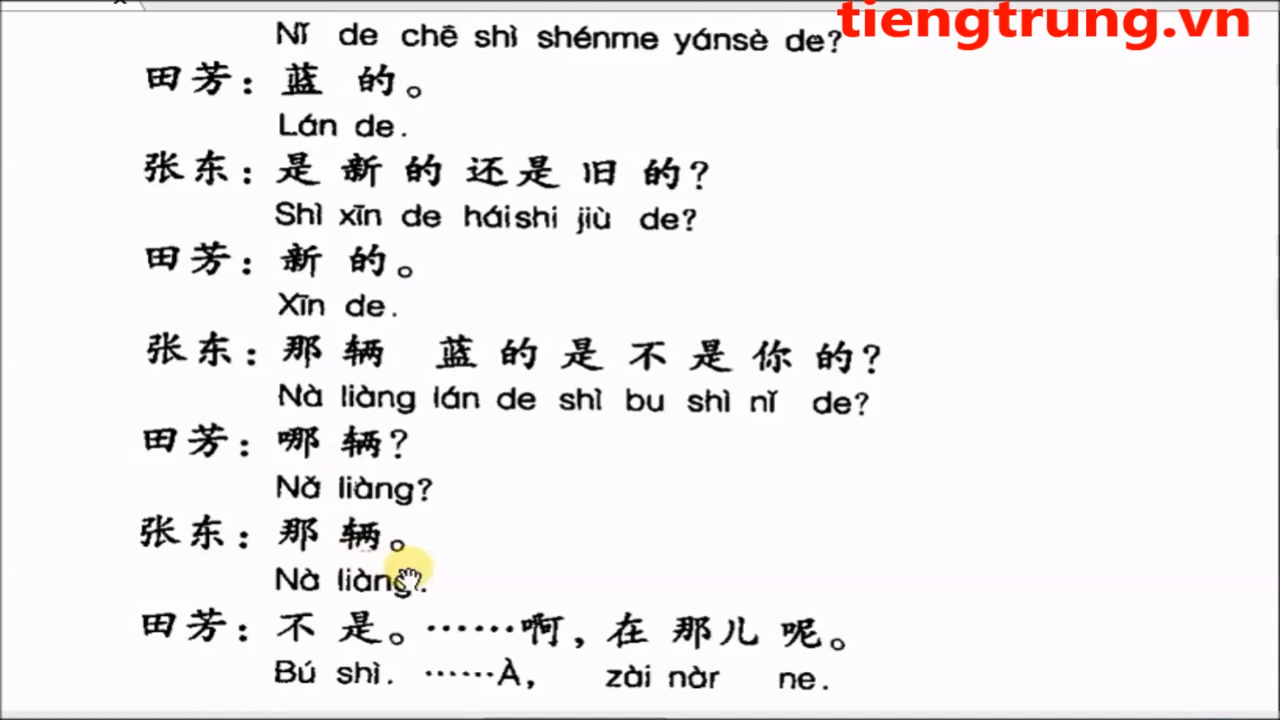 tiengtrung.vn
Nǐ de chē shì shénme yánsè de?
田芳：蓝的。
Lán de.
张东：是新的还是旧的？
Shì xīn de háishi jiù de?
田芳：新的。
Xīn de.
张东：那辆蓝的是不是你的？
Nà liàng lán de shì bu shì nǐ de?
田芳：哪辆？
Nǎ liàng?
张东：那辆。
Nà liàng.
田芳：不是。……啊，在那儿呢。
Bú shì. ……À, zài nàr ne.